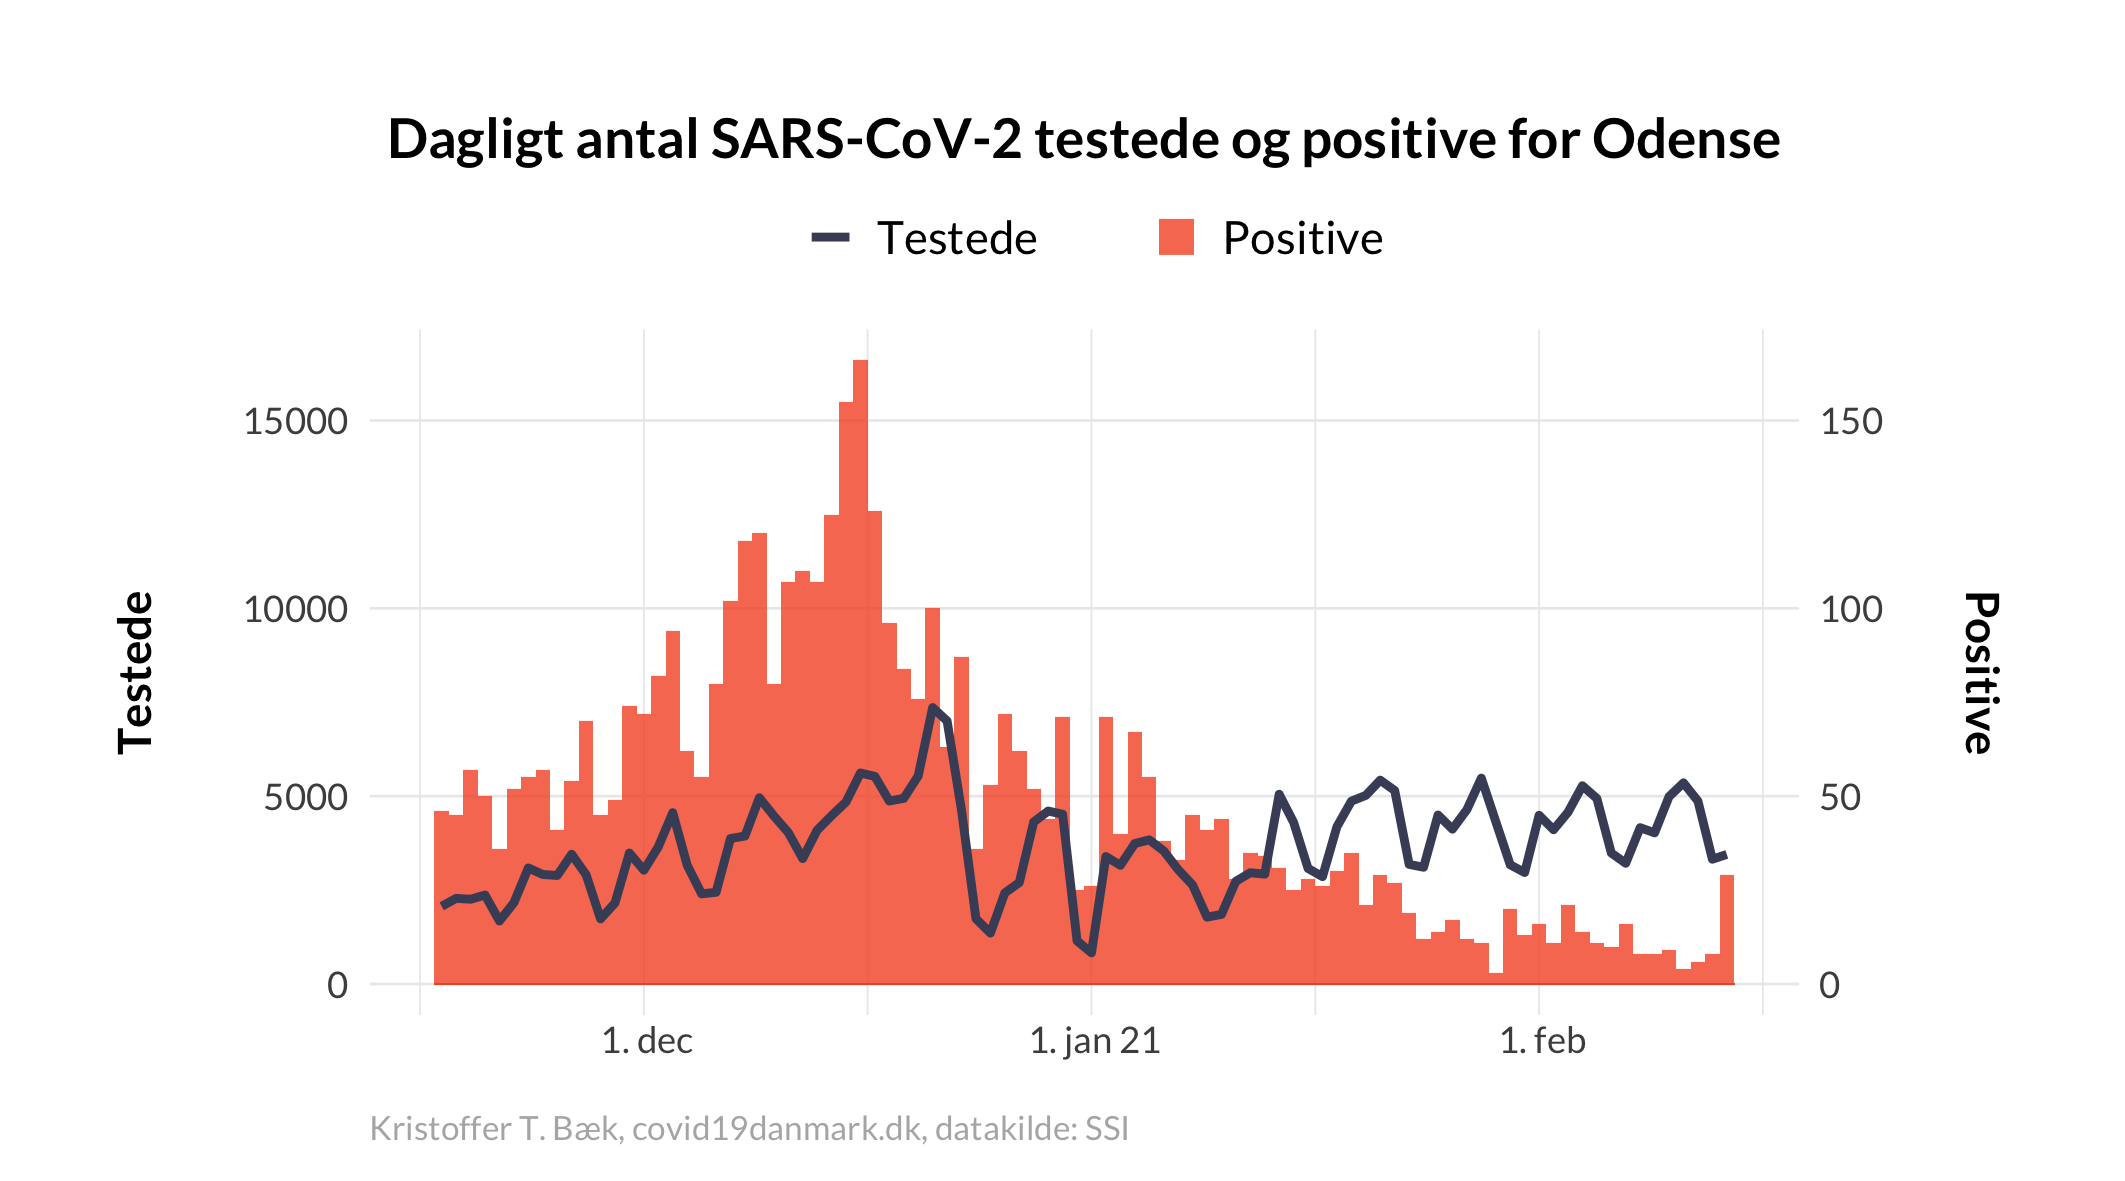 Dagligt antal SARS-CoV-2 testede og positive for Odense
Testede
Positive
15000
10000
5000
0
150
100
50
0
Testede
Positive
1. dec
1. jan 21
1. feb
Kristoffer T. Bæk, covid19danmark.dk, datakilde: SSI